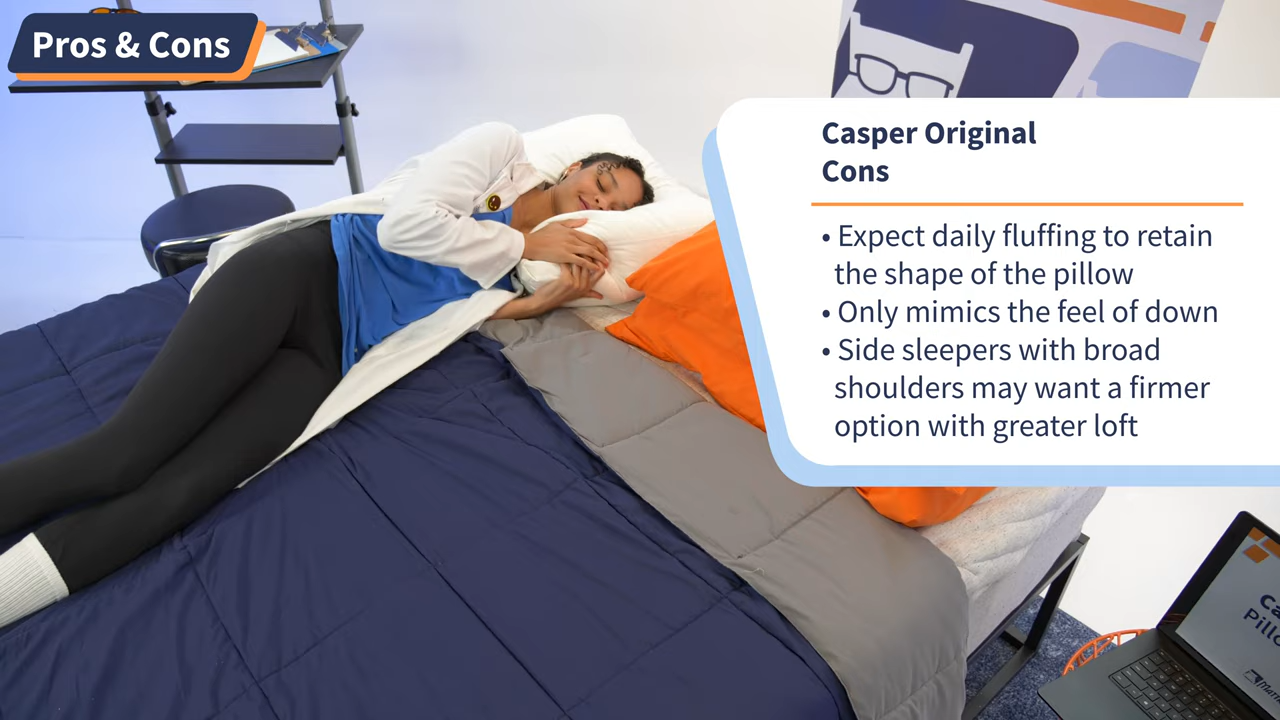 Pros & Cons
Casper Original
Cons
• Expect daily fluffing to retain
the shape of the pillow
• Only mimics the feel of down
• Side sleepers with broad
shoulders may want a firmer
option with greater loft